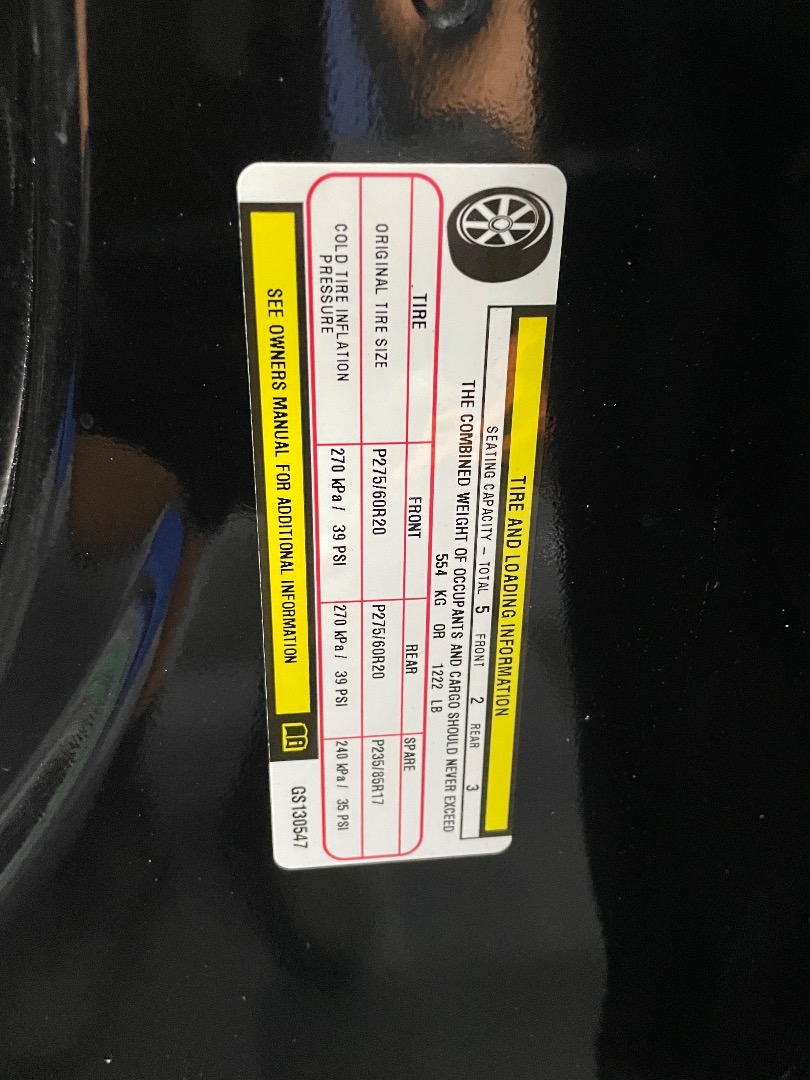 TIRE AND LOADING INFORMATION
SEATING CAPACITY – TOTAL 5 FRONT 2 REAR 3
THE COMBINED WEIGHT OF OCCUPANTS AND CARGO SHOULD NEVER EXCEED
554 KG OR 1222 LB
TIRE FRONT REAR SPARE
ORIGINAL TIRE SIZE P275/60R20 P275/60R20 P235/85R17
COLD TIRE INFLATION PRESSURE 270 kPa / 39 PSI 270 kPa / 39 PSI 240 kPa / 35 PSI
SEE OWNERS MANUAL FOR ADDITIONAL INFORMATION
GS130547